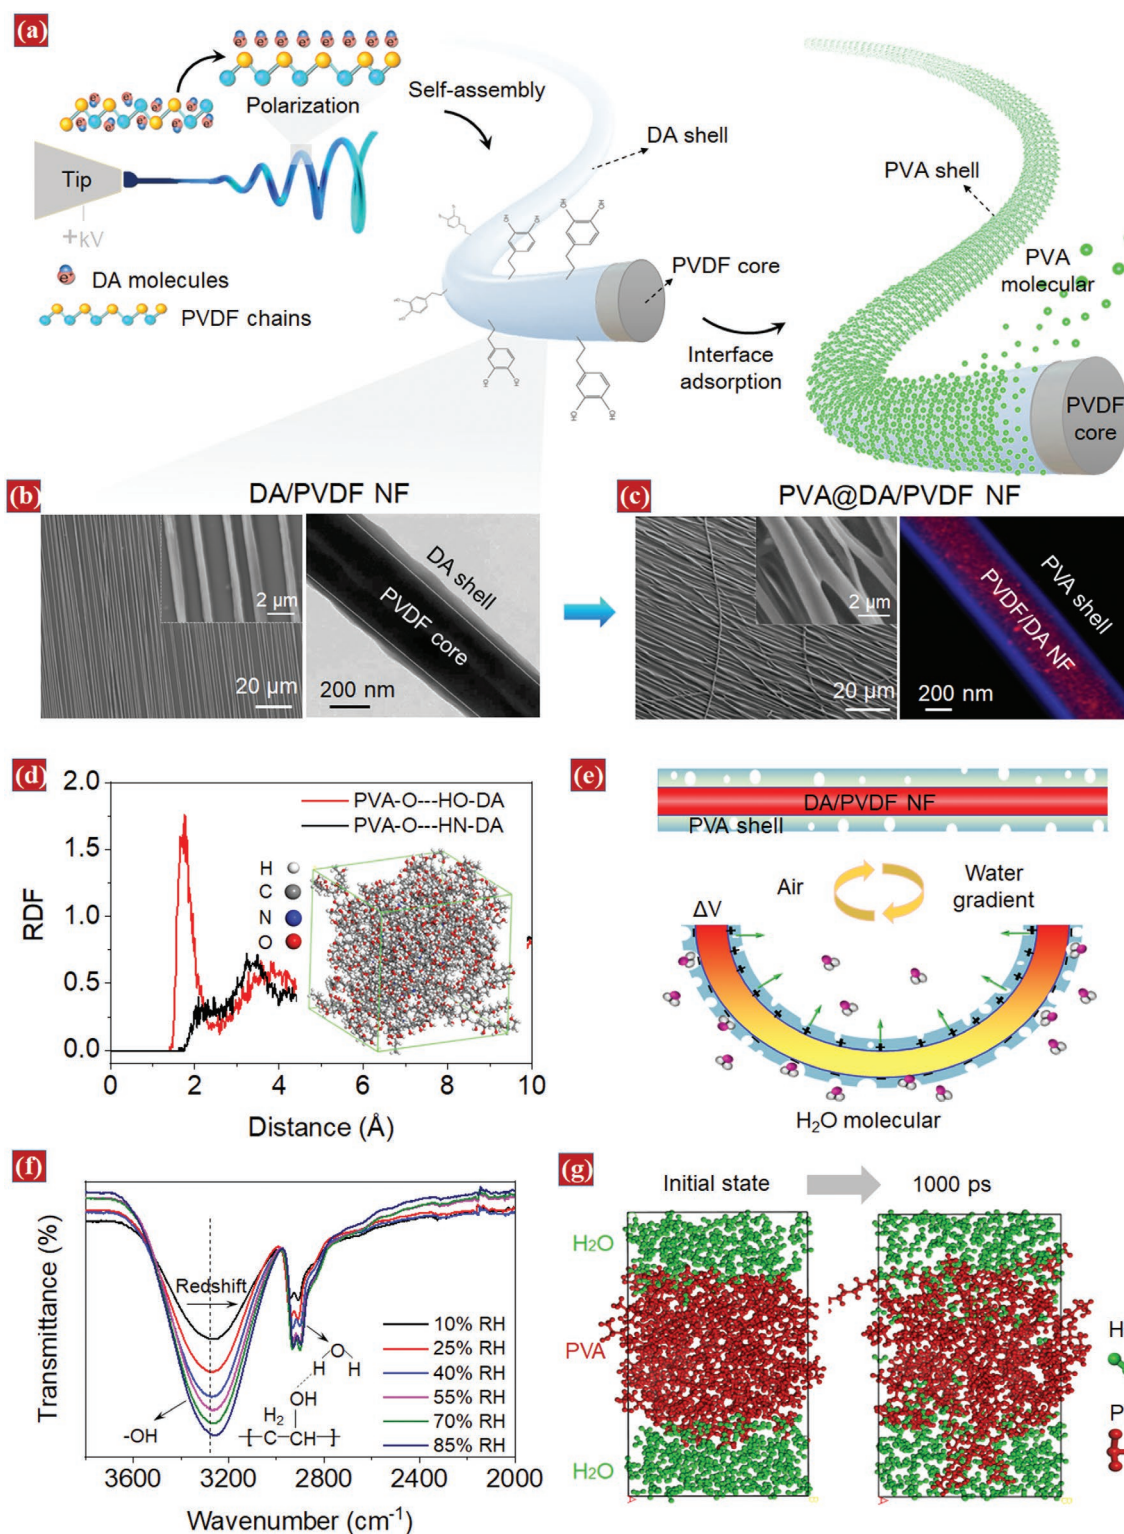 (a)
Polarization
Self-assembly
DA shell
PVA shell
Tip
+kV
DA molecules
PVDF chains
PVDF core
PVA
molecular
Interface
adsorption
PVDF
core
(b)
DA/PVDF NF
2 µm
20 µm
DA shell
PVDF core
200 nm
(c)
PVA@DA/PVDF NF
2 µm
20 µm
PVA shell
PVDF/DA NF
200 nm
(d)
2.0
1.5
1.0
0.5
0.0
RDF
PVA-O---HO-DA
PVA-O---HN-DA
H
C
N
O
0
2
4
6
8
10
Distance (Å)
(e)
DA/PVDF NF
PVA shell
Air
Water
gradient
ΔV
H2O molecular
(f)
Transmittance (%)
Redshift
-OH
10% RH
25% RH
40% RH
55% RH
70% RH
85% RH
H O H
OH
H2
C CH
3600
3200
2800
2400
2000
Wavenumber (cm-1)
(g)
Initial state
1000 ps
H2O
PVA
H2O
H
P